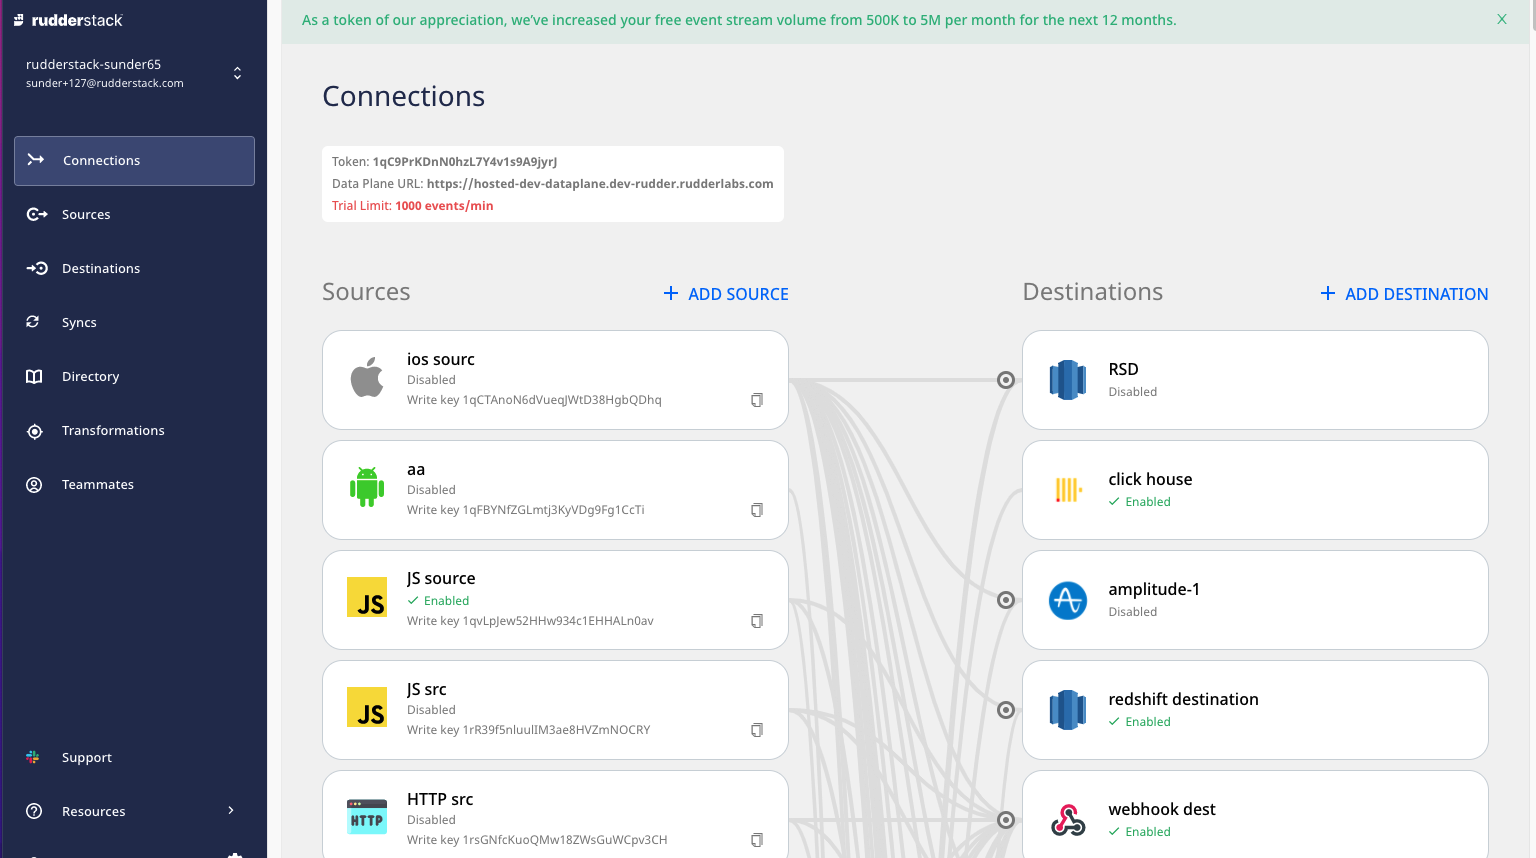 rudderstack
rudderstack-sunder65
sunder+127@rudderstack.com
Connections
Sources
Destinations
Syncs
Directory
Transformations
Teammates
Support
Resources
As a token of our appreciation, we've increased your free event stream volume from 500K to 5M per month for the next 12 months.
X
Connections
Token: 1qC9PrKDnN0hzL7Y4v1s9A9jyrJ
Data Plane URL: https://hosted-dev-dataplane.dev-rudder.rudderlabs.com
Trial Limit: 1000 events/min
Sources
+ ADD SOURCE
ios sourc
Disabled
Write key 1qCTAnoN6dVueqJWtD38HgbQDhq
aa
Disabled
Write key 1qFBYNfZGLmtj3KyVDg9Fg1CcTi
JS
JS source
Enabled
Write key 1qvLpJew52HHw934c1EHHALn0av
JS
JS src
Disabled
Write key 1rR39f5nluulIM3ae8HVZmNOCRY
HTTP
HTTP src
Disabled
Write key 1rsGNfcKuoQMw18ZWsGuWCpv3CH
Destinations
+ ADD DESTINATION
RSD
Disabled
click house
Enabled
amplitude-1
Disabled
redshift destination
Enabled
webhook dest
Enabled